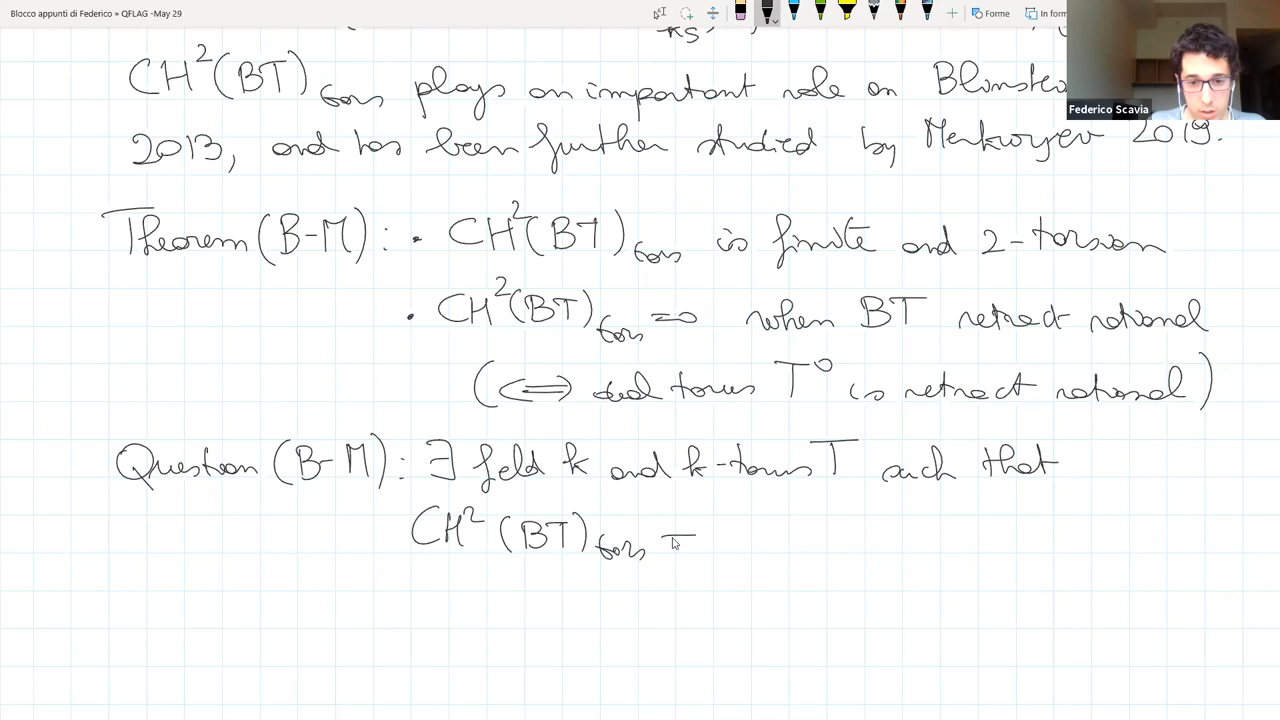 Blocco appunti di Federico » QFLAG -May 29
Forme
CH²(BT)tors plays an important role on
2013, and has been further studied by Merkurjev 2019.
Federico Scavia
Theorem (B-M): • CH²(BT)tors is finite and 2-torsion
• CH²(BT)tors = 0 when BT retract rational
(⟺ dual torus T⁰ is retract rational)
Question (B-M): ∃ field k and k-torus T such that
CH²(BT)tors